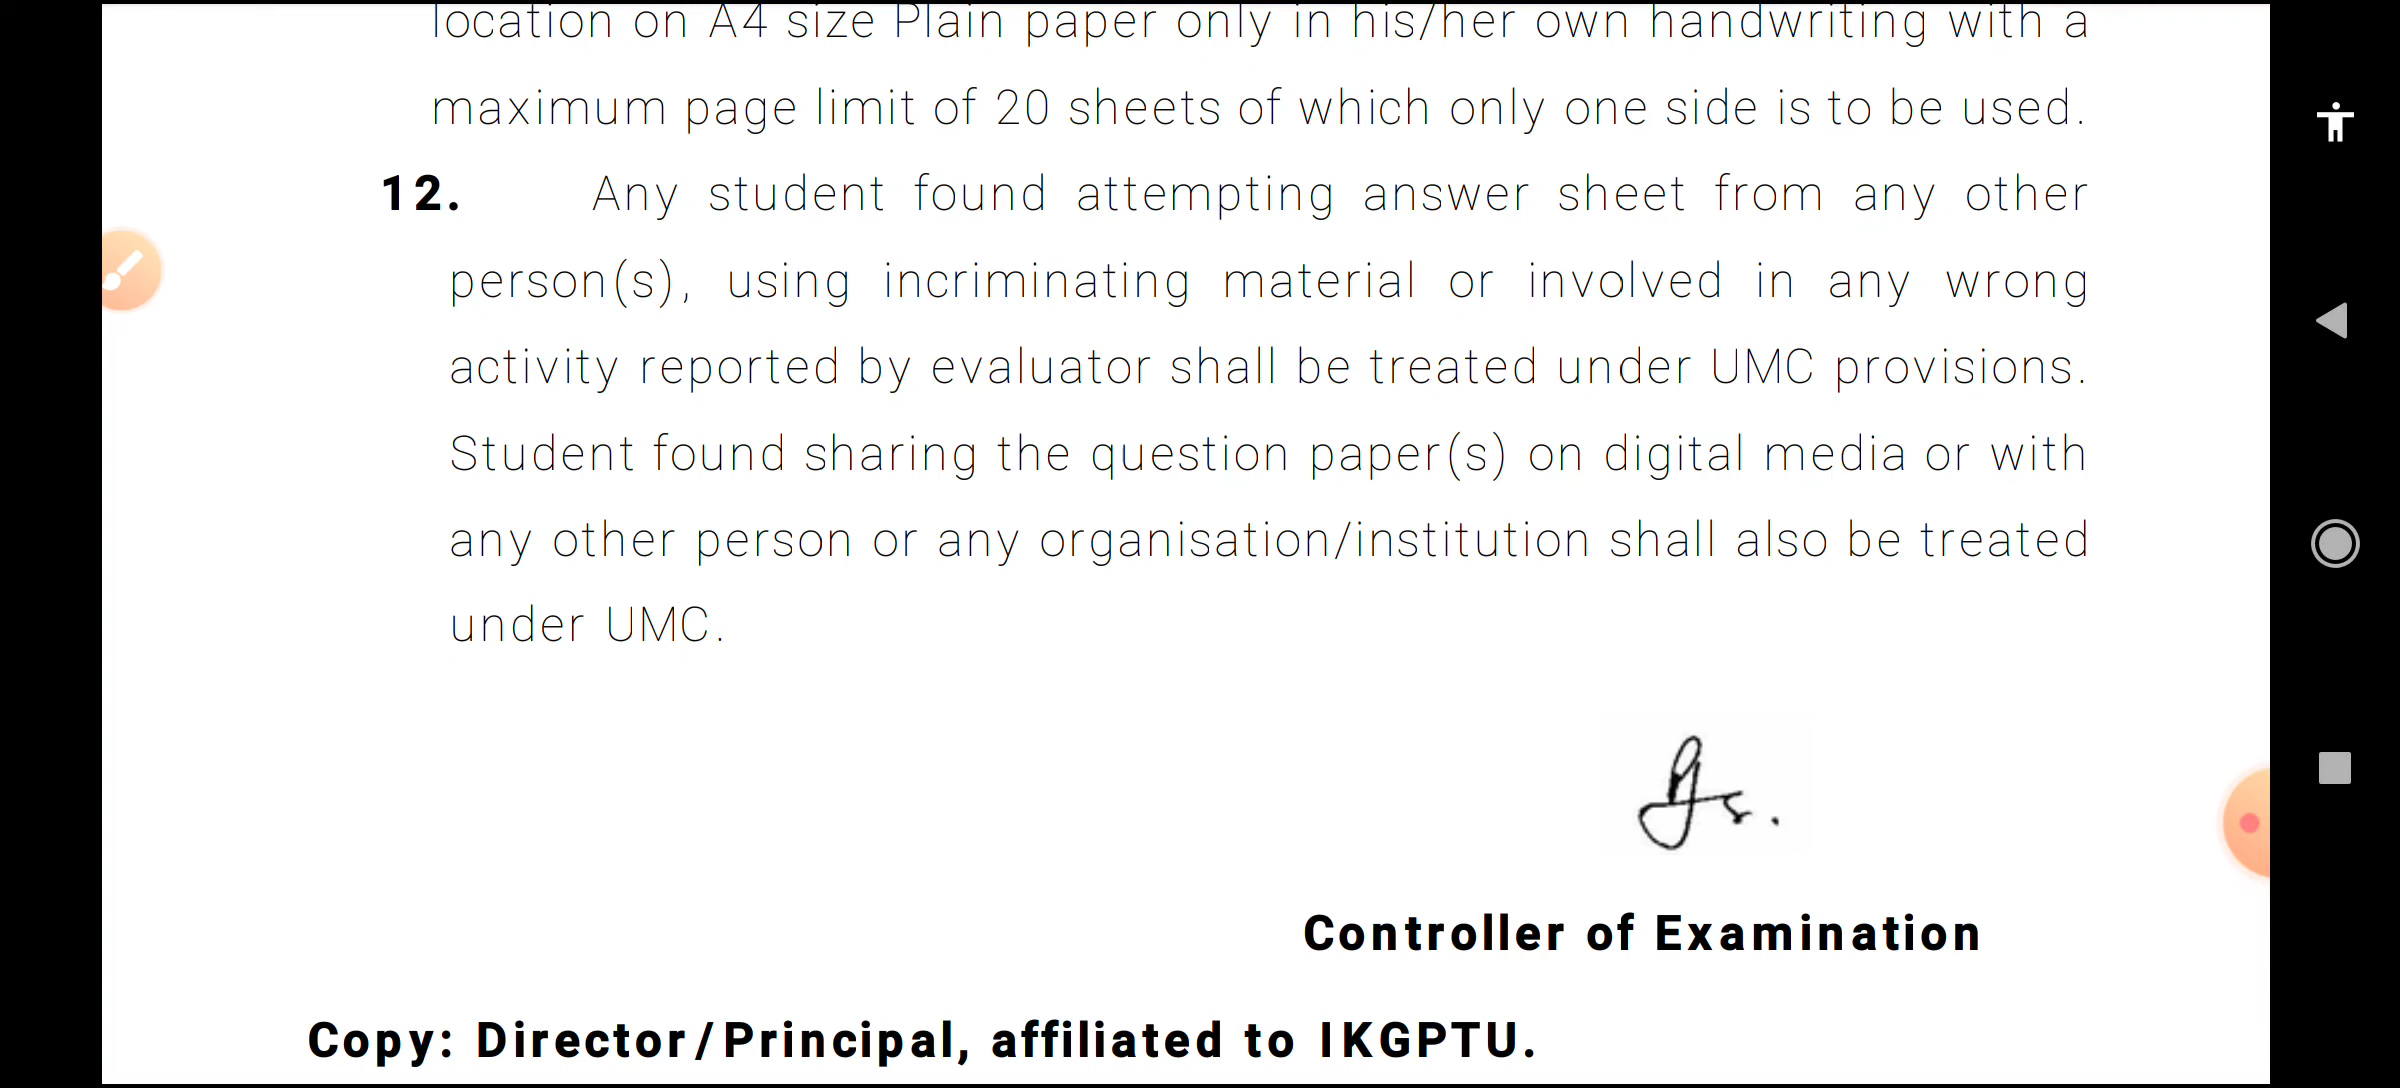 location on A4 size Plain paper only in his/her own handwriting with a
maximum page limit of 20 sheets of which only one side is to be used.
12. Any student found attempting answer sheet from any other
person(s), using incriminating material or involved in any wrong
activity reported by evaluator shall be treated under UMC provisions.
Student found sharing the question paper(s) on digital media or with
any other person or any organisation/institution shall also be treated
under UMC.
Controller of Examination
Copy: Director/Principal, affiliated to IKGPTU.